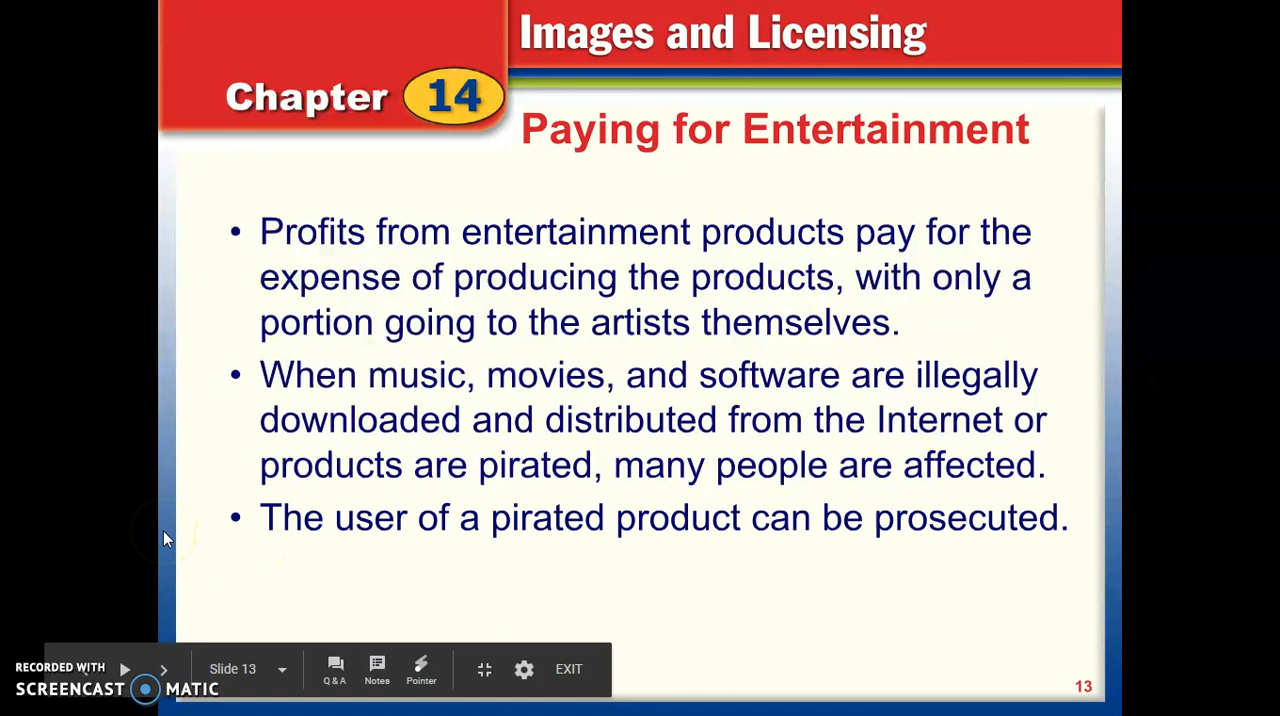 Images and Licensing
Chapter 14
Paying for Entertainment
• Profits from entertainment products pay for the
expense of producing the products, with only a
portion going to the artists themselves.
• When music, movies, and software are illegally
downloaded and distributed from the Internet or
products are pirated, many people are affected.
• The user of a pirated product can be prosecuted.
RECORDED WITH
SCREENCAST MATIC
Slide 13
Q & A
Notes
Pointer
EXIT
13